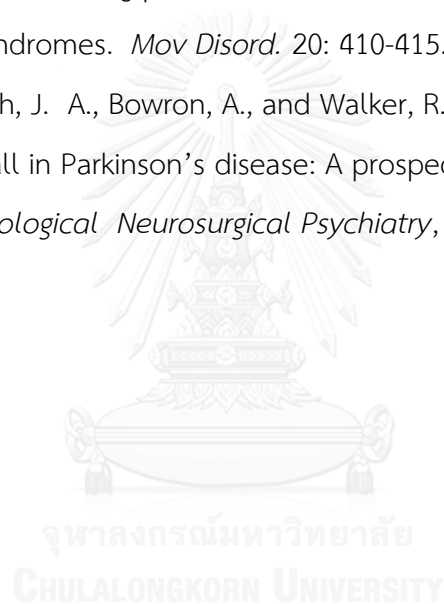 ndromes. Mov Disord. 20: 410-415.
h, J. A., Bowron, A., and Walker, R.
all in Parkinson's disease: A prospec
ological Neurosurgical Psychiatry,
จุฬาลงกรณ์มหาวิทยาลัย
CHULALONGKORN UNIVERSITY